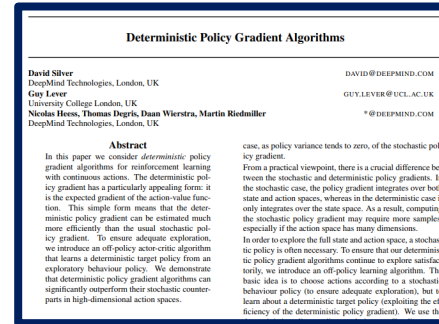 Deterministic Policy Gradient Algorithms
David Silver DAVID@DEEPMIND.COM
DeepMind Technologies, London, UK
Guy Lever GUY.LEVER@UCL.AC.UK
University College London, UK
Nicolas Heess, Thomas Degris, Daan Wierstra, Martin Riedmiller *@DEEPMIND.COM
DeepMind Technologies, London, UK
Abstract
In this paper we consider deterministic policy
gradient algorithms for reinforcement learning
with continuous actions. The deterministic pol-
icy gradient has a particularly appealing form: it
is the expected gradient of the action-value func-
tion. This simple form means that the deter-
ministic policy gradient can be estimated much
more efficiently than the usual stochastic pol-
icy gradient. To ensure adequate exploration,
we introduce an off-policy actor-critic algorithm
that learns a deterministic target policy from an
exploratory behaviour policy. We demonstrate
that deterministic policy gradient algorithms can
significantly outperform their stochastic counter-
parts in high-dimensional action spaces.
case, as policy variance tends to zero, of the stochastic pol
icy gradient.
From a practical viewpoint, there is a crucial difference be
tween the stochastic and deterministic policy gradients. I
the stochastic case, the policy gradient integrates over both
state and action spaces, whereas in the deterministic case i
only integrates over the state space. As a result, computing
the stochastic policy gradient may require more samples
especially if the action space has many dimensions.
In order to explore the full state and action space, a stochas
tic policy is often necessary. To ensure that our determinis
tic policy gradient algorithms continue to explore satisfac
torily, we introduce an off-policy learning algorithm. The
basic idea is to choose actions according to a stochastic
behaviour policy (to ensure adequate exploration), but to
learn about a deterministic target policy (exploiting the ef
ficiency of the deterministic policy gradient). We use th